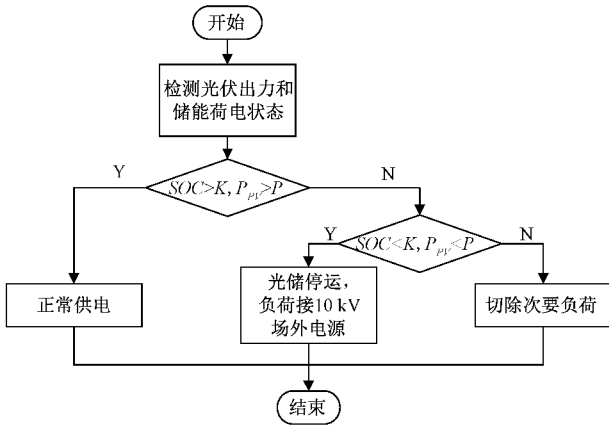 开始
检测光伏出力和
储能荷电状态
Y
SOC>K, P_PV>P
N
Y
SOC<K, P_PV<P
N
正常供电
光储停运，
负荷接10 kV
场外电源
切除次要负荷
结束